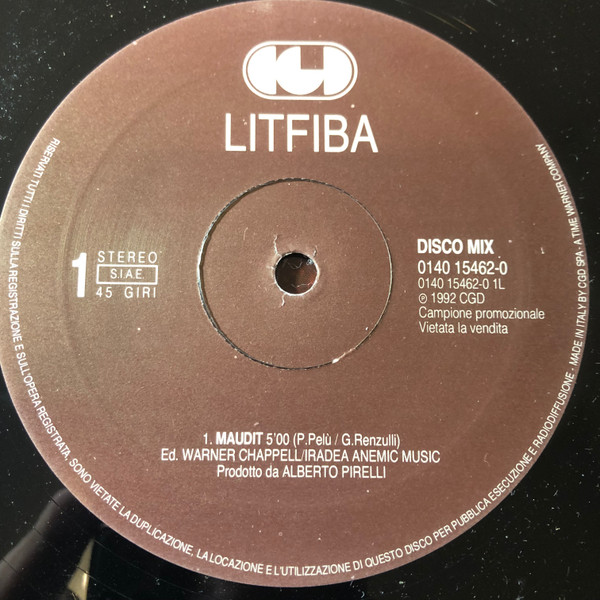 CGD
LITFIBA
1
STEREO
S.I.A.E.
45 GIRI
DISCO MIX
0140 15462-0
0140 15462-0 1L
℗ 1992 CGD
Campione promozionale
Vietata la vendita
1. MAUDIT 5'00 (P.Pelù / G.Renzulli)
Ed. WARNER CHAPPELL/IRADEA ANEMIC MUSIC
Prodotto da ALBERTO PIRELLI
RISERVATI TUTTI I DIRITTI SULLA REGISTRAZIONE E SULL'OPERA REGISTRATA, SONO VIETATE LA DUPLICAZIONE, LA LOCAZIONE E L'UTILIZZAZIONE DI QUESTO DISCO PER PUBBLICA ESECUZIONE E RADIODIFFUSIONE - MADE IN ITALY BY CGD SPA - A TIME WARNER COMPANY